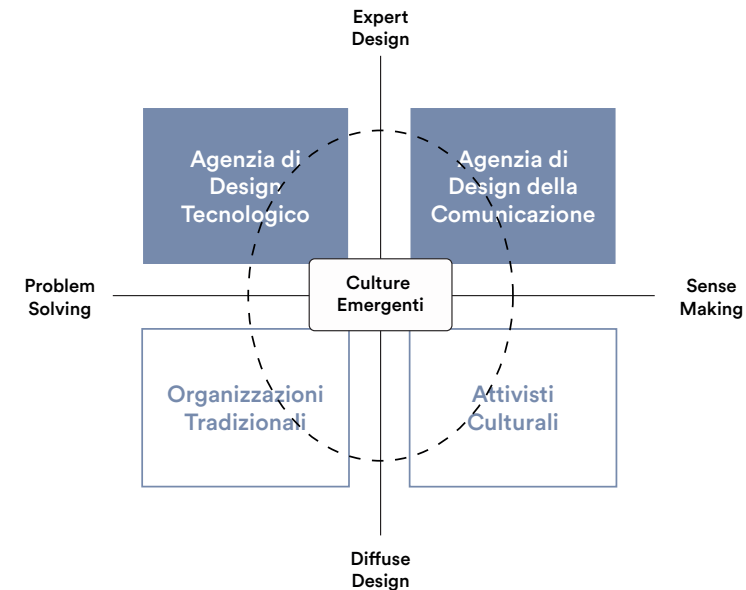 Expert
Design
Agenzia di
Design
Tecnologico
Agenzia di
Design della
Comunicazione
Problem
Solving
Culture
Emergenti
Sense
Making
Organizzazioni
Tradizionali
Attivisti
Culturali
Diffuse
Design